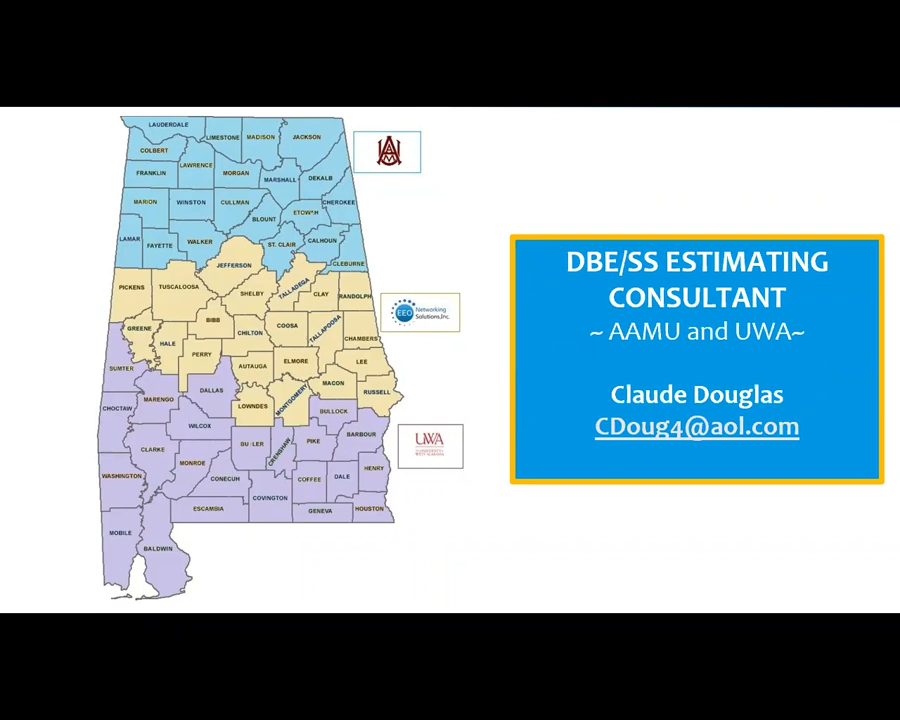 LAUDERDALE
LIMESTONE
MADISON
JACKSON
COLBERT
LAWRENCE
FRANKLIN
MORGAN
MARSHALL
DEKALB
MARION
WINSTON
CULLMAN
CHEROKEE
ETOWAH
BLOUNT
LAMAR
FAYETTE
WALKER
ST. CLAIR
CALHOUN
CLEBURNE
JEFFERSON
PICKENS
TUSCALOOSA
SHELBY
TALLADEGA
CLAY
RANDOLPH
BIBB
GREENE
HALE
CHILTON
COOSA
TALLAPOOSA
CHAMBERS
PERRY
SUMTER
AUTAUGA
ELMORE
LEE
MACON
RUSSELL
DALLAS
MARENGO
CHOCTAW
LOWNDES
MONTGOMERY
BULLOCK
WILCOX
BUTLER
CRENSHAW
PIKE
BARBOUR
CLARKE
MONROE
WASHINGTON
CONECUH
COFFEE
DALE
HENRY
COVINGTON
ESCAMBIA
GENEVA
HOUSTON
MOBILE
BALDWIN
AAM
EEO
Networking
Solutions,Inc.
UWA
DBE/SS ESTIMATING
CONSULTANT
~ AAMU and UWA~
Claude Douglas
CDoug4@aol.com